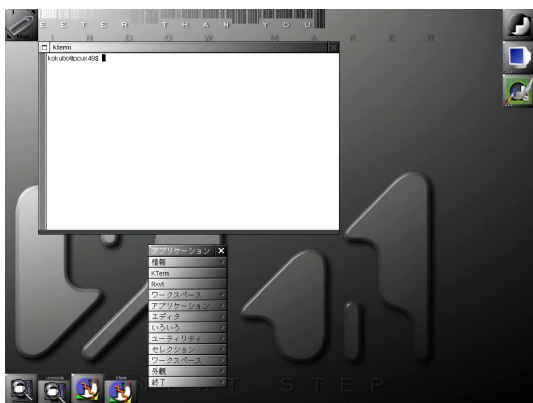 E T E R T H A N Y O U
I N D O W M A K E R
kterm
kokubo@pcux48$
アプリケーション
情報
KTerm
Rxvt
ワークスペース
アプリケーション
エディタ
いろいろ
ユーティリティ
セレクション
ワークスペース
外観
終了
E X T S T E P